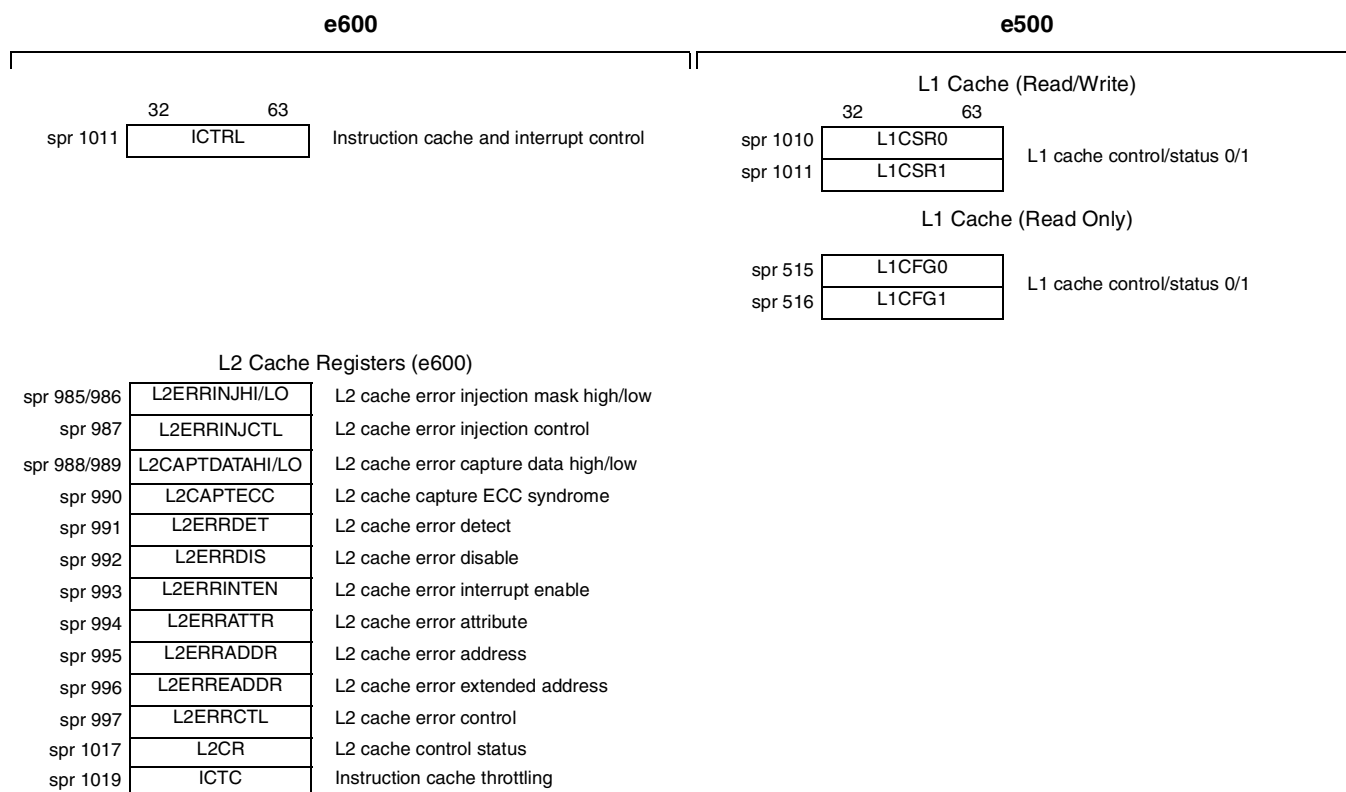 e600
e500
L1 Cache (Read/Write)
32 63
32 63
spr 1011 ICTRL Instruction cache and interrupt control
spr 1010 L1CSR0
L1 cache control/status 0/1
spr 1011 L1CSR1
L1 Cache (Read Only)
spr 515 L1CFG0
L1 cache control/status 0/1
spr 516 L1CFG1
L2 Cache Registers (e600)
spr 985/986 L2ERRINJHI/LO L2 cache error injection mask high/low
spr 987 L2ERRINJCTL L2 cache error injection control
spr 988/989 L2CAPTDATAHI/LO L2 cache error capture data high/low
spr 990 L2CAPTECC L2 cache capture ECC syndrome
spr 991 L2ERRDET L2 cache error detect
spr 992 L2ERRDIS L2 cache error disable
spr 993 L2ERRINTEN L2 cache error interrupt enable
spr 994 L2ERRATTR L2 cache error attribute
spr 995 L2ERRADDR L2 cache error address
spr 996 L2ERREADDR L2 cache error extended address
spr 997 L2ERRCTL L2 cache error control
spr 1017 L2CR L2 cache control status
spr 1019 ICTC Instruction cache throttling